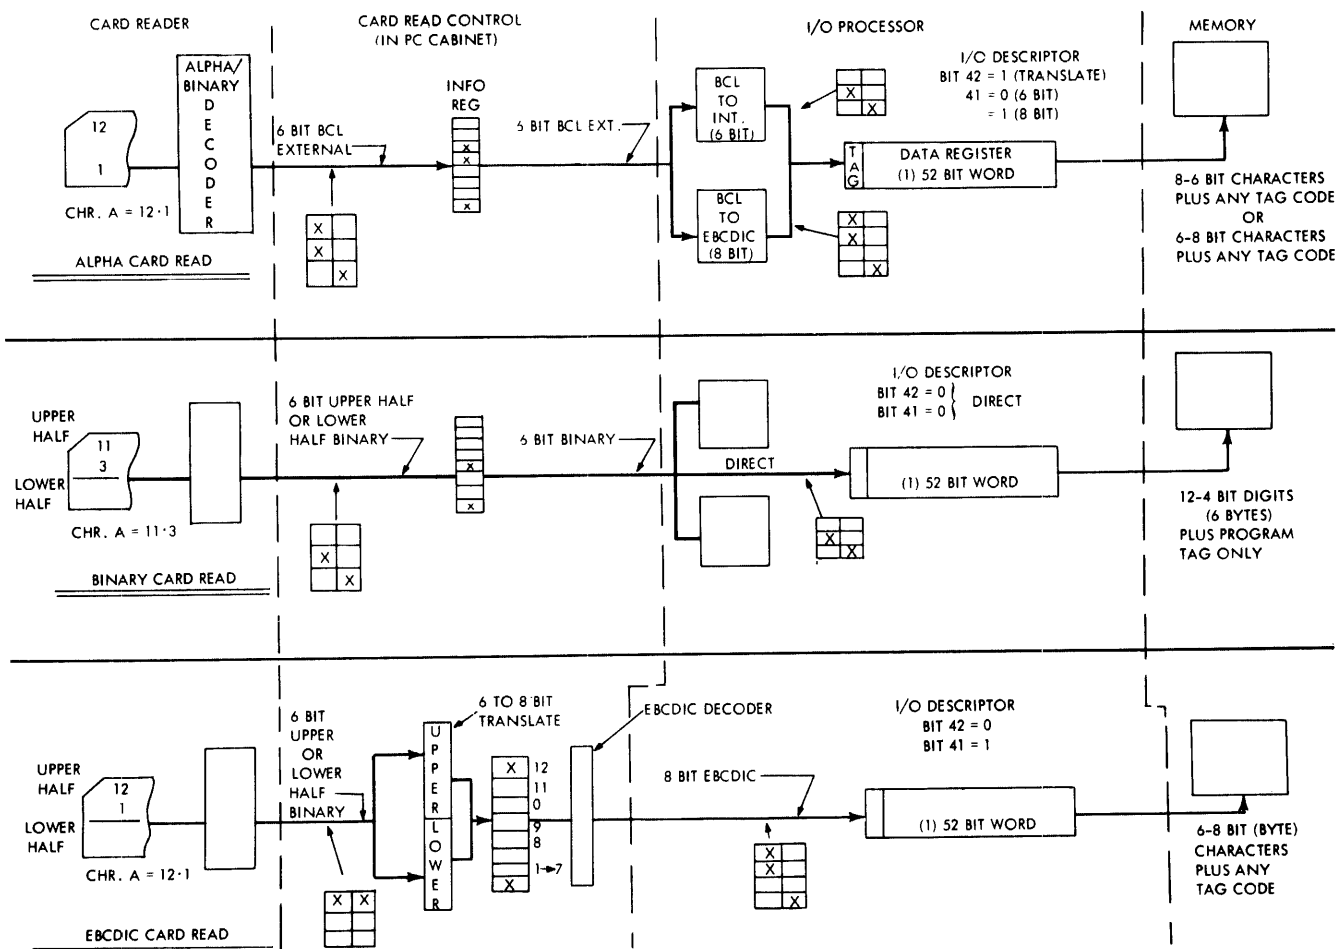 CARD READER
CARD READ CONTROL
(IN PC CABINET)
I/O PROCESSOR
MEMORY
12
1
CHR. A = 12·1
ALPHA CARD READ
ALPHA/
BINARY
DECODER
6 BIT BCL
EXTERNAL
X
X
X
INFO
REG
X
X
X
6 BIT BCL EXT.
BCL
TO
INT.
(6 BIT)
BCL
TO
EBCDIC
(8 BIT)
X
X
X
X
X
I/O DESCRIPTOR
BIT 42 = 1 (TRANSLATE)
41 = 0 (6 BIT)
= 1 (8 BIT)
TAG
DATA REGISTER
(1) 52 BIT WORD
8-6 BIT CHARACTERS
PLUS ANY TAG CODE
OR
6-8 BIT CHARACTERS
PLUS ANY TAG CODE
UPPER
HALF
11
3
LOWER
HALF
CHR. A = 11·3
BINARY CARD READ
6 BIT UPPER HALF
OR LOWER
HALF BINARY
X
X
X
X
6 BIT BINARY
DIRECT
X
X
I/O DESCRIPTOR
BIT 42 = 0
BIT 41 = 0
DIRECT
(1) 52 BIT WORD
12-4 BIT DIGITS
(6 BYTES)
PLUS PROGRAM
TAG ONLY
UPPER
HALF
12
1
LOWER
HALF
CHR. A = 12·1
EBCDIC CARD READ
6 BIT
UPPER
OR
LOWER
HALF
BINARY
X X
6 TO 8 BIT
TRANSLATE
UPPER
LOWER
X
12
11
0
9
8
1→7
X
EBCDIC DECODER
8 BIT EBCDIC
X
X
X
I/O DESCRIPTOR
BIT 42 = 0
BIT 41 = 1
(1) 52 BIT WORD
6-8 BIT (BYTE)
CHARACTERS
PLUS ANY
TAG CODE